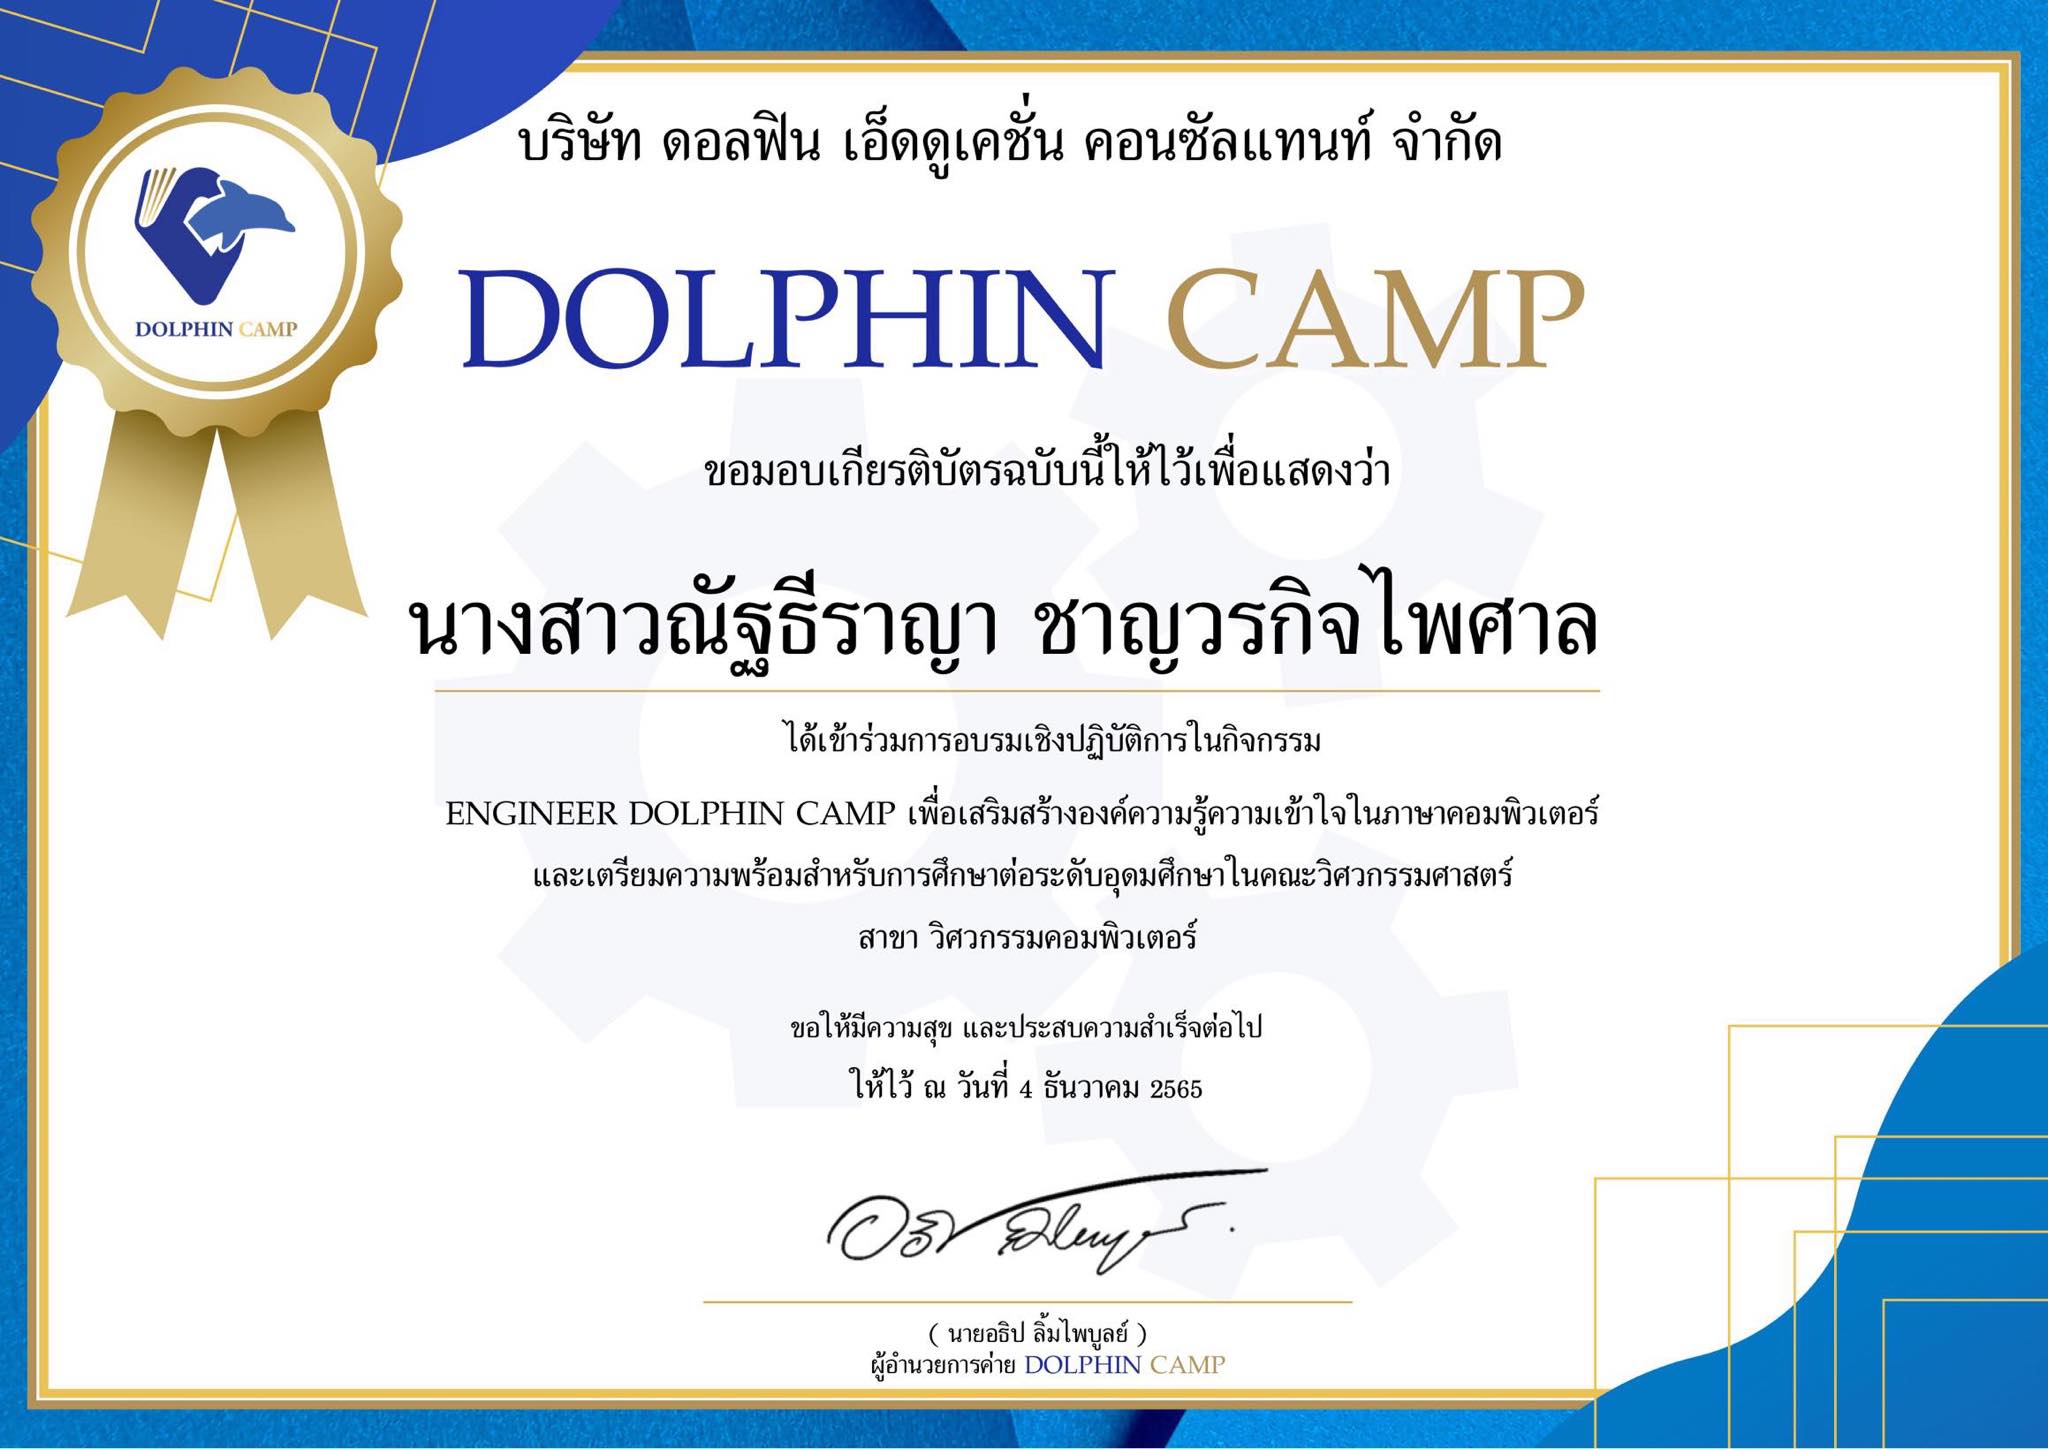 บริษัท ดอลฟิน เอ็ดดูเคชั่น คอนซัลแทนท์ จำกัด
DOLPHIN CAMP
DOLPHIN CAMP
ขอมอบเกียรติบัตรฉบับนี้ให้ไว้เพื่อแสดงว่า
นางสาวณัฐธีราญา ชาญวรกิจไพศาล
ได้เข้าร่วมการอบรมเชิงปฏิบัติการในกิจกรรม
ENGINEER DOLPHIN CAMP เพื่อเสริมสร้างองค์ความรู้ความเข้าใจในภาษาคอมพิวเตอร์
และเตรียมความพร้อมสำหรับการศึกษาต่อระดับอุดมศึกษาในคณะวิศวกรรมศาสตร์
สาขา วิศวกรรมคอมพิวเตอร์
ขอให้มีความสุข และประสบความสำเร็จต่อไป
ให้ไว้ ณ วันที่ 4 ธันวาคม 2565
( นายอธิป ลิ้มไพบูลย์ )
ผู้อำนวยการค่าย DOLPHIN CAMP